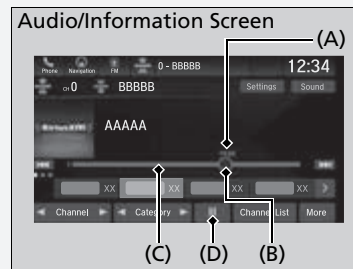 Audio/Information Screen
(A)
Phone Navigation FM 0 - BBBBB 12:34
CH 0 BBBBB Settings Sound
SiriusXM AAAAA
XX XX XX XX
Channel Category Channel List More
(C) (D) (B)